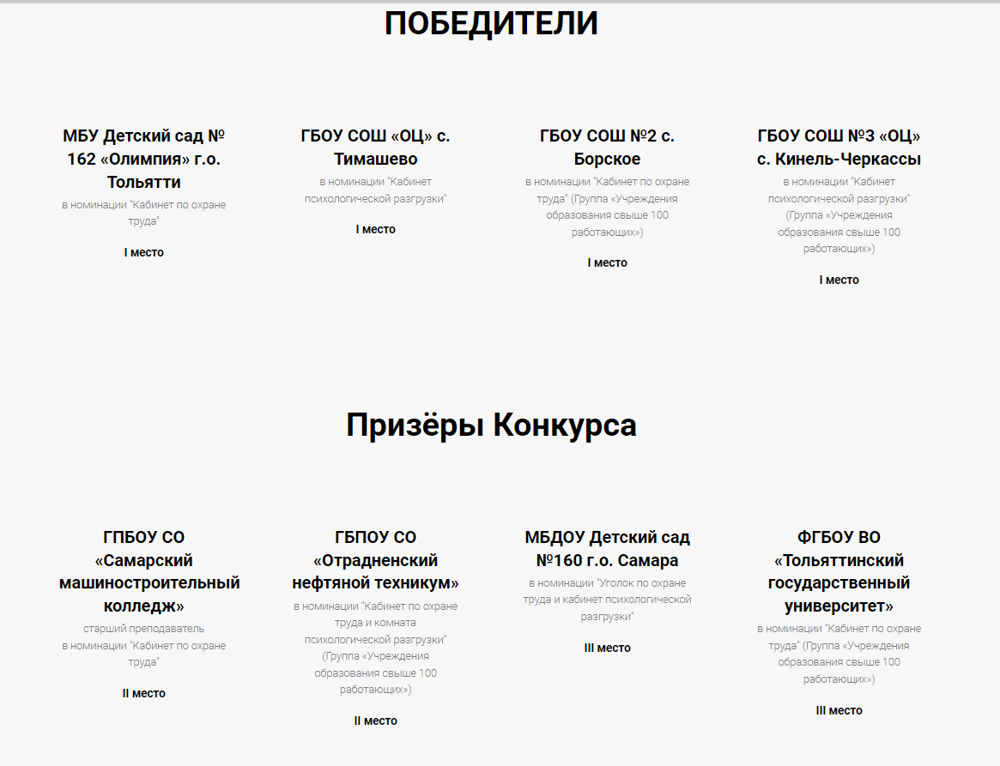 ПОБЕДИТЕЛИ
МБУ Детский сад №
162 «Олимпия» г.о.
Тольятти
в номинации "Кабинет по охране
труда"
I место
ГБОУ СОШ «ОЦ» с.
Тимашево
в номинации "Кабинет
психологической разгрузки"
I место
ГБОУ СОШ №2 с.
Борское
в номинации "Кабинет по охране
труда" (Группа «Учреждения
образования свыше 100
работающих»)
I место
ГБОУ СОШ №3 «ОЦ»
с. Кинель-Черкассы
в номинации "Кабинет
психологической разгрузки"
(Группа «Учреждения
образования свыше 100
работающих»)
I место
Призёры Конкурса
ГПБОУ СО
«Самарский
машиностроительный
колледж»
старший преподаватель
в номинации "Кабинет по охране
труда"
II место
ГБПОУ СО
«Отрадненский
нефтяной техникум»
в номинации "Кабинет по охране
труда и комната
психологической разгрузки"
(Группа «Учреждения
образования свыше 100
работающих»)
II место
МБДОУ Детский сад
№160 г.о. Самара
в номинации "Уголок по охране
труда и кабинет психологической
разгрузки"
III место
ФГБОУ ВО
«Тольяттинский
государственный
университет»
в номинации "Кабинет по охране
труда" (Группа «Учреждения
образования свыше 100
работающих»)
III место